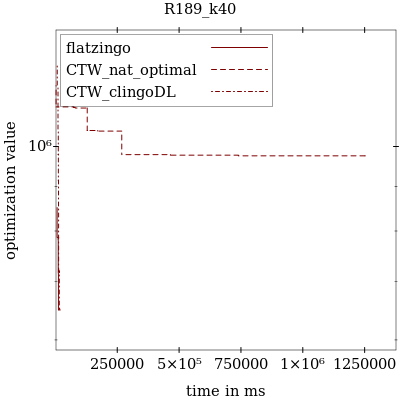 R189_k40
flatzingo
CTW_nat_optimal
CTW_clingoDL
10⁶
optimization value
250000 5×10⁵ 750000 1×10⁶ 1250000
time in ms